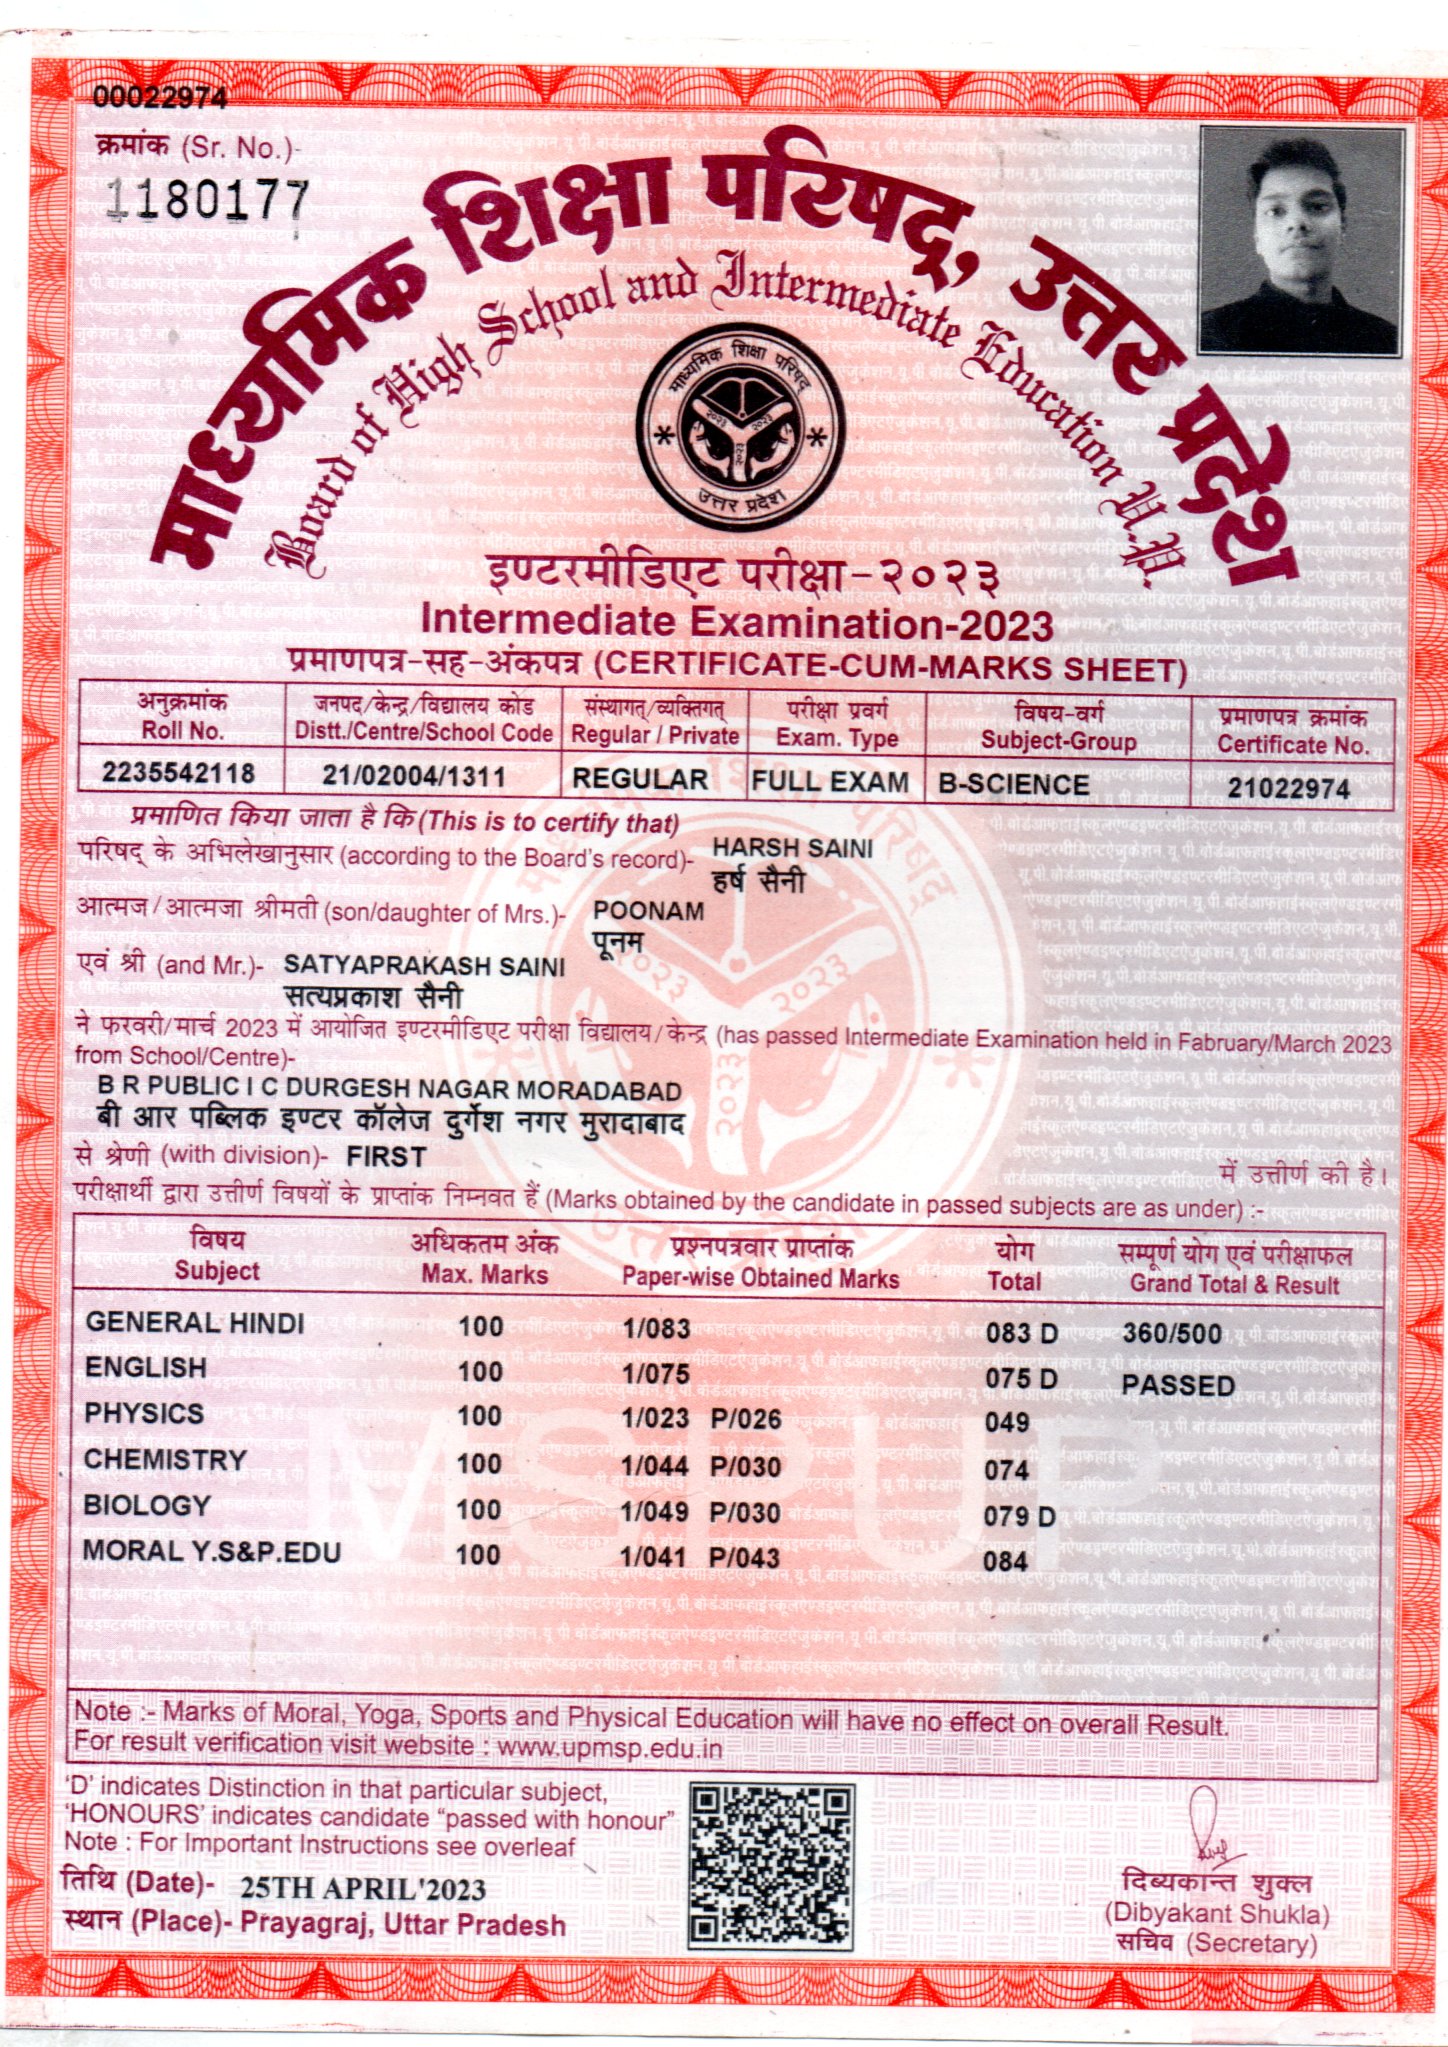 00022974
क्रमांक (Sr. No.)-
1180177
माध्यमिक शिक्षा परिषद्, उत्तर प्रदेश
Board of High School and Intermediate Education U.P.
माध्यमिक शिक्षा परिषद्
२०२३ २०२३
२०२३
उत्तर प्रदेश
इण्टरमीडिएट परीक्षा-२०२३
Intermediate Examination-2023
प्रमाणपत्र-सह-अंकपत्र (CERTIFICATE-CUM-MARKS SHEET)
अनुक्रमांक जनपद/केन्द्र/विद्यालय कोड संस्थागत्/व्यक्तिगत् परीक्षा प्रवर्ग विषय-वर्ग प्रमाणपत्र क्रमांक
Roll No. Distt./Centre/School Code Regular / Private Exam. Type Subject-Group Certificate No.
2235542118 21/02004/1311 REGULAR FULL EXAM B-SCIENCE 21022974
प्रमाणित किया जाता है कि (This is to certify that)
परिषद् के अभिलेखानुसार (according to the Board's record)- HARSH SAINI
हर्ष सैनी
आत्मज/आत्मजा श्रीमती (son/daughter of Mrs.)- POONAM
पूनम
एवं श्री (and Mr.)- SATYAPRAKASH SAINI
सत्यप्रकाश सैनी
ने फरवरी/मार्च 2023 में आयोजित इण्टरमीडिएट परीक्षा विद्यालय/केन्द्र (has passed Intermediate Examination held in Fabruary/March 2023
from School/Centre)-
B R PUBLIC I C DURGESH NAGAR MORADABAD
बी आर पब्लिक इण्टर कॉलेज दुर्गेश नगर मुरादाबाद
से श्रेणी (with division)- FIRST में उत्तीर्ण की है।
परीक्षार्थी द्वारा उत्तीर्ण विषयों के प्राप्तांक निम्नवत हैं (Marks obtained by the candidate in passed subjects are as under) :-
विषय अधिकतम अंक प्रश्नपत्रवार प्राप्तांक योग सम्पूर्ण योग एवं परीक्षाफल
Subject Max. Marks Paper-wise Obtained Marks Total Grand Total & Result
GENERAL HINDI 100 1/083 083 D 360/500
ENGLISH 100 1/075 075 D PASSED
PHYSICS 100 1/023 P/026 049
CHEMISTRY 100 1/044 P/030 074
BIOLOGY 100 1/049 P/030 079 D
MORAL Y.S&P.EDU 100 1/041 P/043 084
MSPUP
Note :- Marks of Moral, Yoga, Sports and Physical Education will have no effect on overall Result.
For result verification visit website : www.upmsp.edu.in
'D' indicates Distinction in that particular subject,
'HONOURS' indicates candidate "passed with honour"
Note : For Important Instructions see overleaf
तिथि (Date)- 25TH APRIL'2023
स्थान (Place)- Prayagraj, Uttar Pradesh
दिब्यकान्त शुक्ल
(Dibyakant Shukla)
सचिव (Secretary)